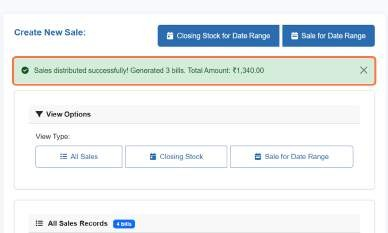 Create New Sale:
Closing Stock for Date Range
Sale for Date Range
Sales distributed successfully! Generated 3 bills. Total Amount: ₹1,340.00
View Options
View Type:
All Sales
Closing Stock
Sale for Date Range
All Sales Records 4 bills